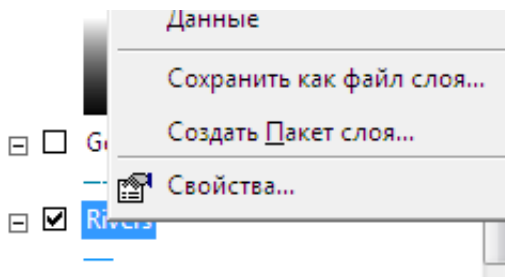 Данные
Сохранить как файл слоя...
Создать Пакет слоя...
Свойства...
Rivers